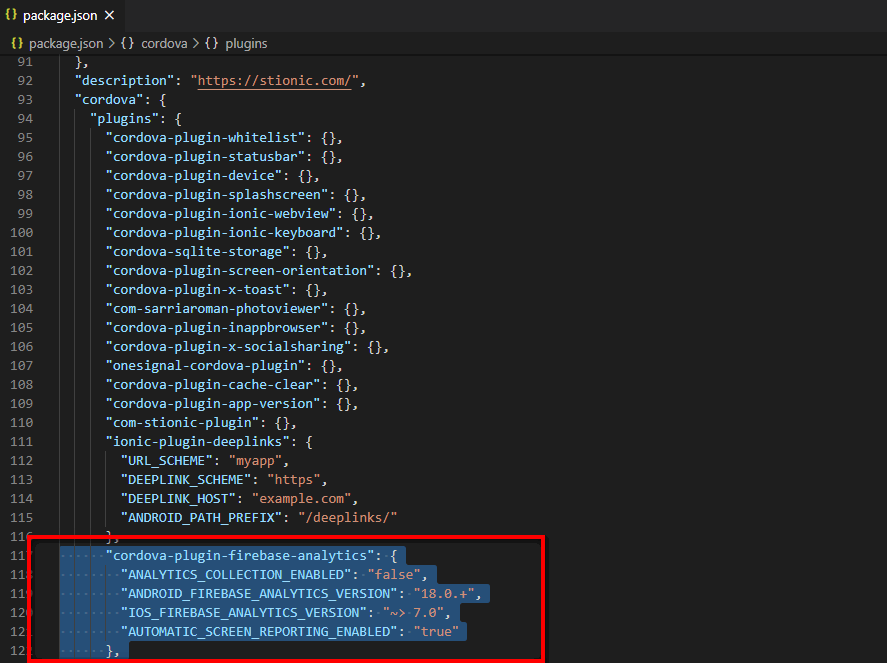 {} package.json ×
{} package.json > {} cordova > {} plugins
91 },
92 "description": "https://stionic.com/",
93 "cordova": {
94 "plugins": {
95 "cordova-plugin-whitelist": {},
96 "cordova-plugin-statusbar": {},
97 "cordova-plugin-device": {},
98 "cordova-plugin-splashscreen": {},
99 "cordova-plugin-ionic-webview": {},
100 "cordova-plugin-ionic-keyboard": {},
101 "cordova-sqlite-storage": {},
102 "cordova-plugin-screen-orientation": {},
103 "cordova-plugin-x-toast": {},
104 "com-sarriaroman-photoviewer": {},
105 "cordova-plugin-inappbrowser": {},
106 "cordova-plugin-x-socialsharing": {},
107 "onesignal-cordova-plugin": {},
108 "cordova-plugin-cache-clear": {},
109 "cordova-plugin-app-version": {},
110 "com-stionic-plugin": {},
111 "ionic-plugin-deeplinks": {
112 "URL_SCHEME": "myapp",
113 "DEEPLINK_SCHEME": "https",
114 "DEEPLINK_HOST": "example.com",
115 "ANDROID_PATH_PREFIX": "/deeplinks/"
116 },
117 "cordova-plugin-firebase-analytics": {
118 "ANALYTICS_COLLECTION_ENABLED": "false",
119 "ANDROID_FIREBASE_ANALYTICS_VERSION": "18.0.+",
120 "IOS_FIREBASE_ANALYTICS_VERSION": "~> 7.0",
121 "AUTOMATIC_SCREEN_REPORTING_ENABLED": "true"
122 },